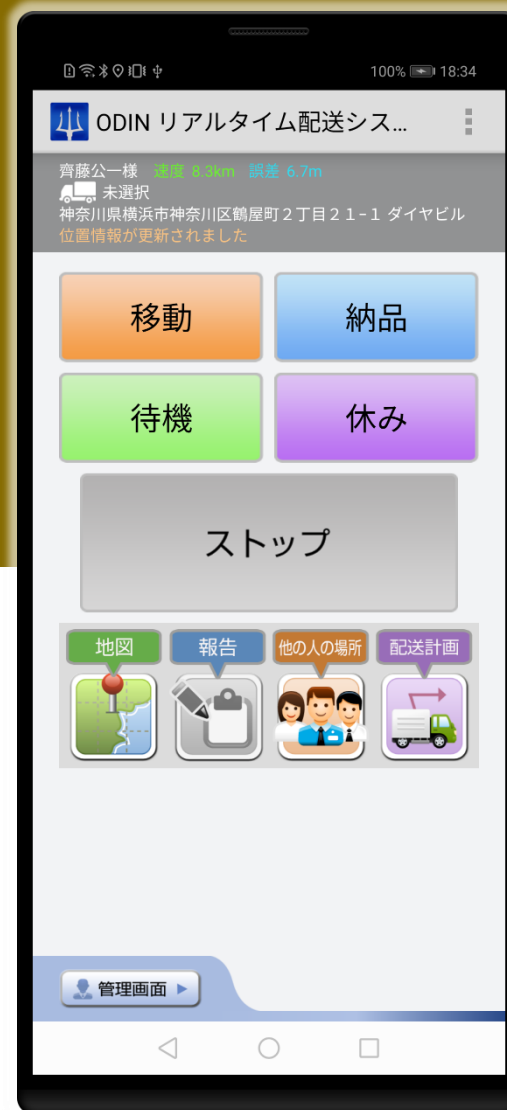 100% 18:34
ODIN リアルタイム配送シス...
齊藤公一様 速度 8.3km 誤差 6.7m
未選択
神奈川県横浜市神奈川区鶴屋町２丁目２１−１ ダイヤビル
位置情報が更新されました
移動 納品
待機 休み
ストップ
地図 報告 他の人の場所 配送計画
管理画面